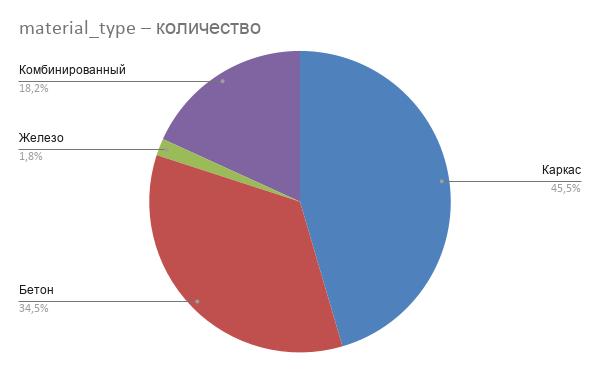 material_type – количество
Комбинированный
18,2%
Железо
1,8%
Каркас
45,5%
Бетон
34,5%